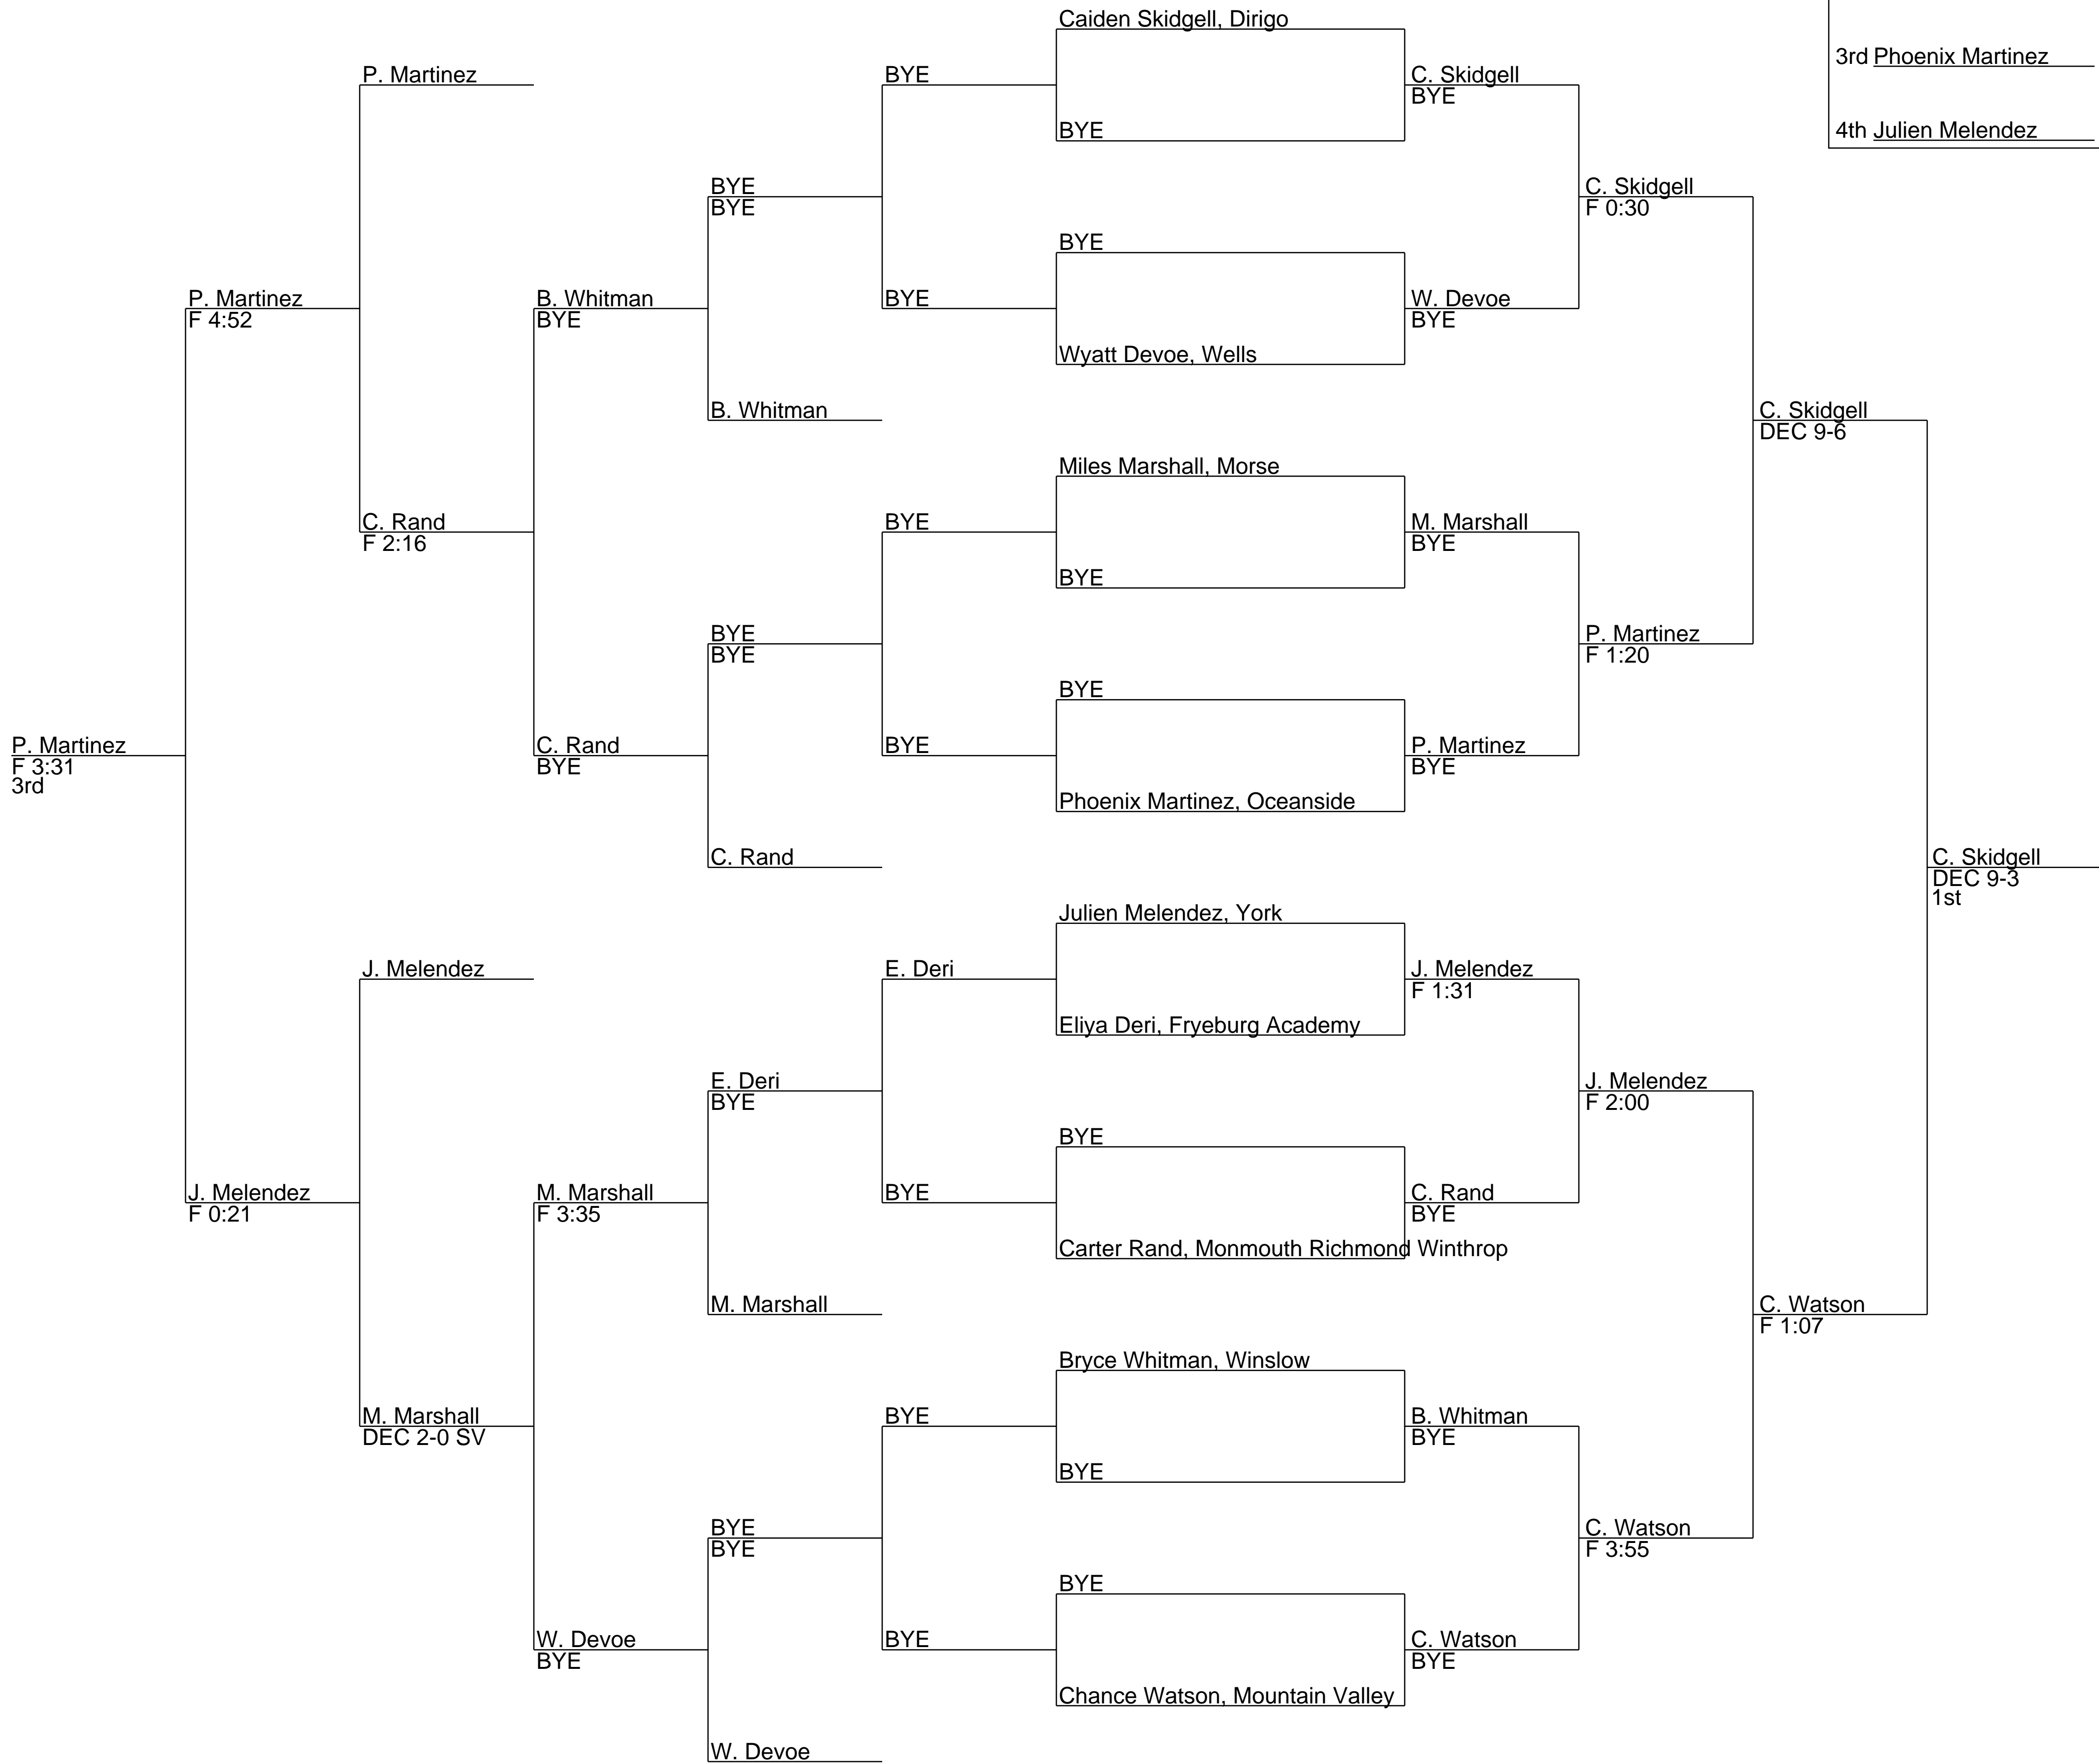 Caiden Skidgell, Dirigo
3rd Phoenix Martinez
P. Martinez
BYE
C. Skidgell
BYE
BYE
4th Julien Melendez
BYE
BYE
C. Skidgell
F 0:30
BYE
P. Martinez
F 4:52
B. Whitman
BYE
BYE
W. Devoe
BYE
Wyatt Devoe, Wells
B. Whitman
C. Skidgell
DEC 9-6
Miles Marshall, Morse
C. Rand
F 2:16
BYE
M. Marshall
BYE
BYE
BYE
BYE
P. Martinez
F 1:20
BYE
P. Martinez
F 3:31
3rd
C. Rand
BYE
BYE
P. Martinez
BYE
Phoenix Martinez, Oceanside
C. Rand
C. Skidgell
DEC 9-3
1st
Julien Melendez, York
J. Melendez
E. Deri
J. Melendez
F 1:31
Eliya Deri, Fryeburg Academy
E. Deri
BYE
J. Melendez
F 2:00
BYE
J. Melendez
F 0:21
M. Marshall
F 3:35
BYE
C. Rand
BYE
Carter Rand, Monmouth Richmond Winthrop
M. Marshall
C. Watson
F 1:07
Bryce Whitman, Winslow
M. Marshall
DEC 2-0 SV
BYE
B. Whitman
BYE
BYE
BYE
BYE
C. Watson
F 3:55
BYE
W. Devoe
BYE
BYE
C. Watson
BYE
Chance Watson, Mountain Valley
W. Devoe